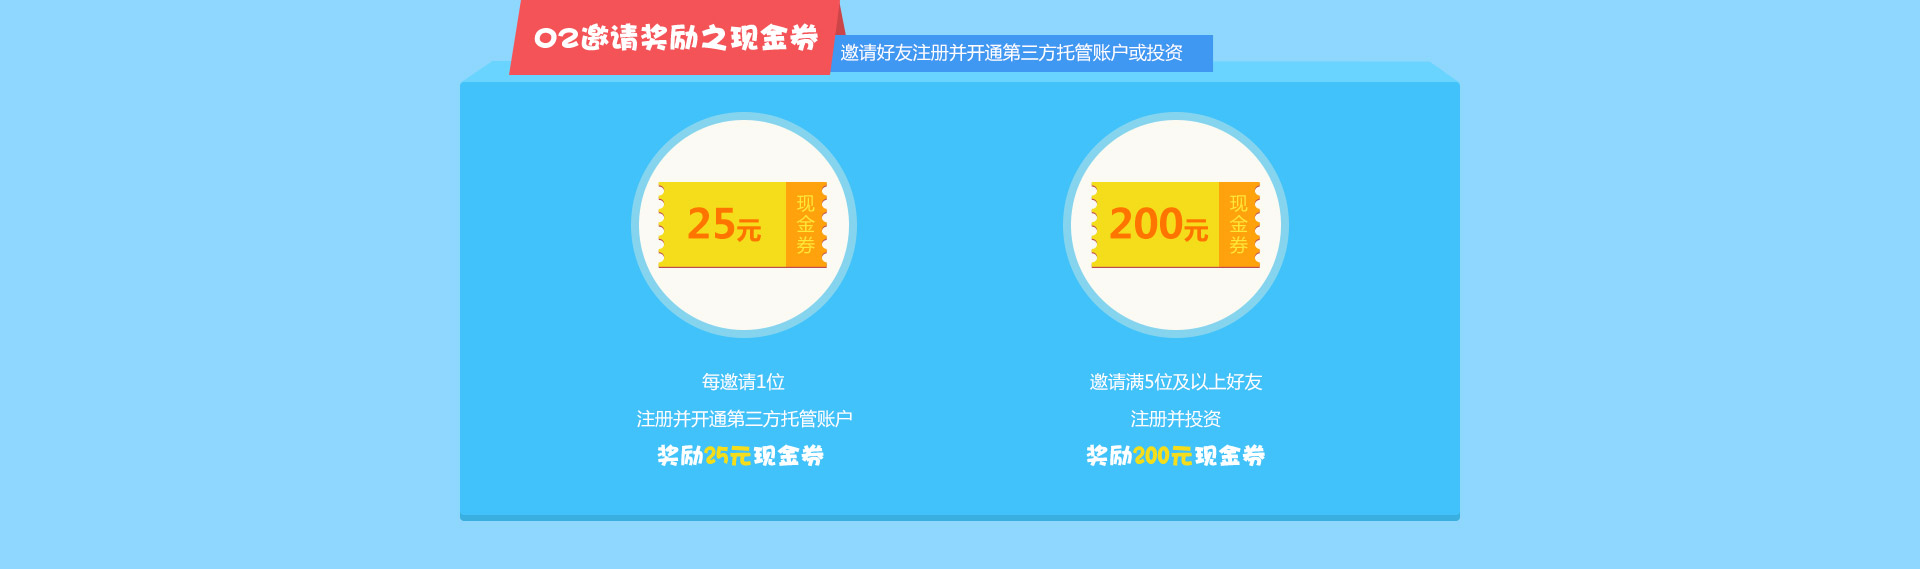 02邀请奖励之现金券
邀请好友注册并开通第三方托管账户或投资
25元
现金券
200元
现金券
每邀请1位
注册并开通第三方托管账户
奖励25元现金券
邀请满5位及以上好友
注册并投资
奖励200元现金券